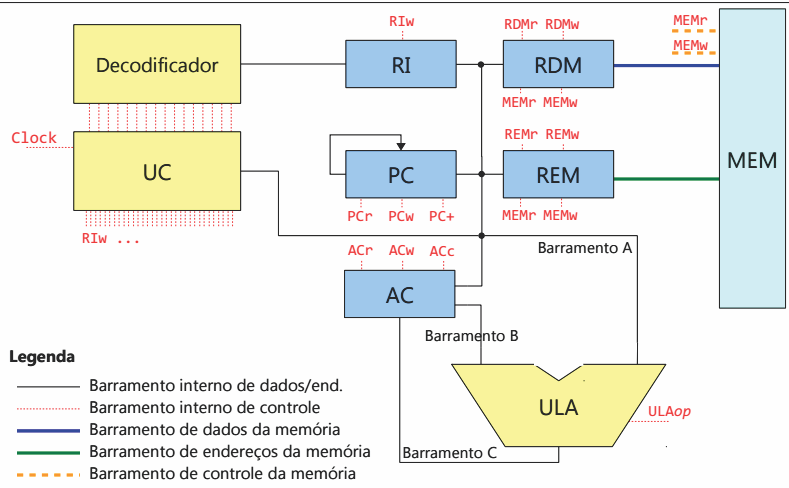 RIw
RDMr RDMw
MEMr
MEMw
Decodificador
RI
RDM
MEMr MEMw
Clock
REMr REMw
UC
PC
REM
MEM
PCr PCw PC+
MEMr MEMw
RIw ...
ACr ACw ACc
Barramento A
AC
Barramento B
Legenda
Barramento interno de dados/end.
Barramento interno de controle
Barramento de dados da memória
Barramento de endereços da memória
Barramento de controle da memória
ULA
ULAop
Barramento C